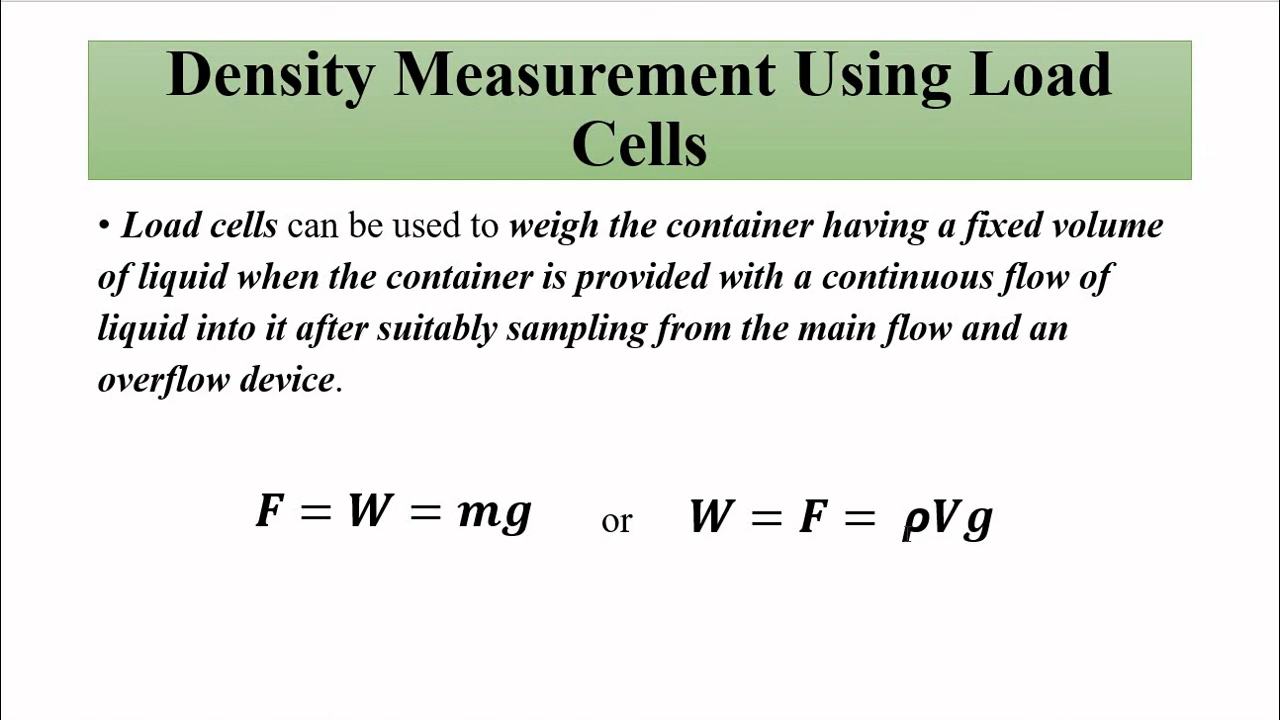 Density Measurement Using Load
Cells
• Load cells can be used to weigh the container having a fixed volume
of liquid when the container is provided with a continuous flow of
liquid into it after suitably sampling from the main flow and an
overflow device.
F = W = mg or W = F = ρVg